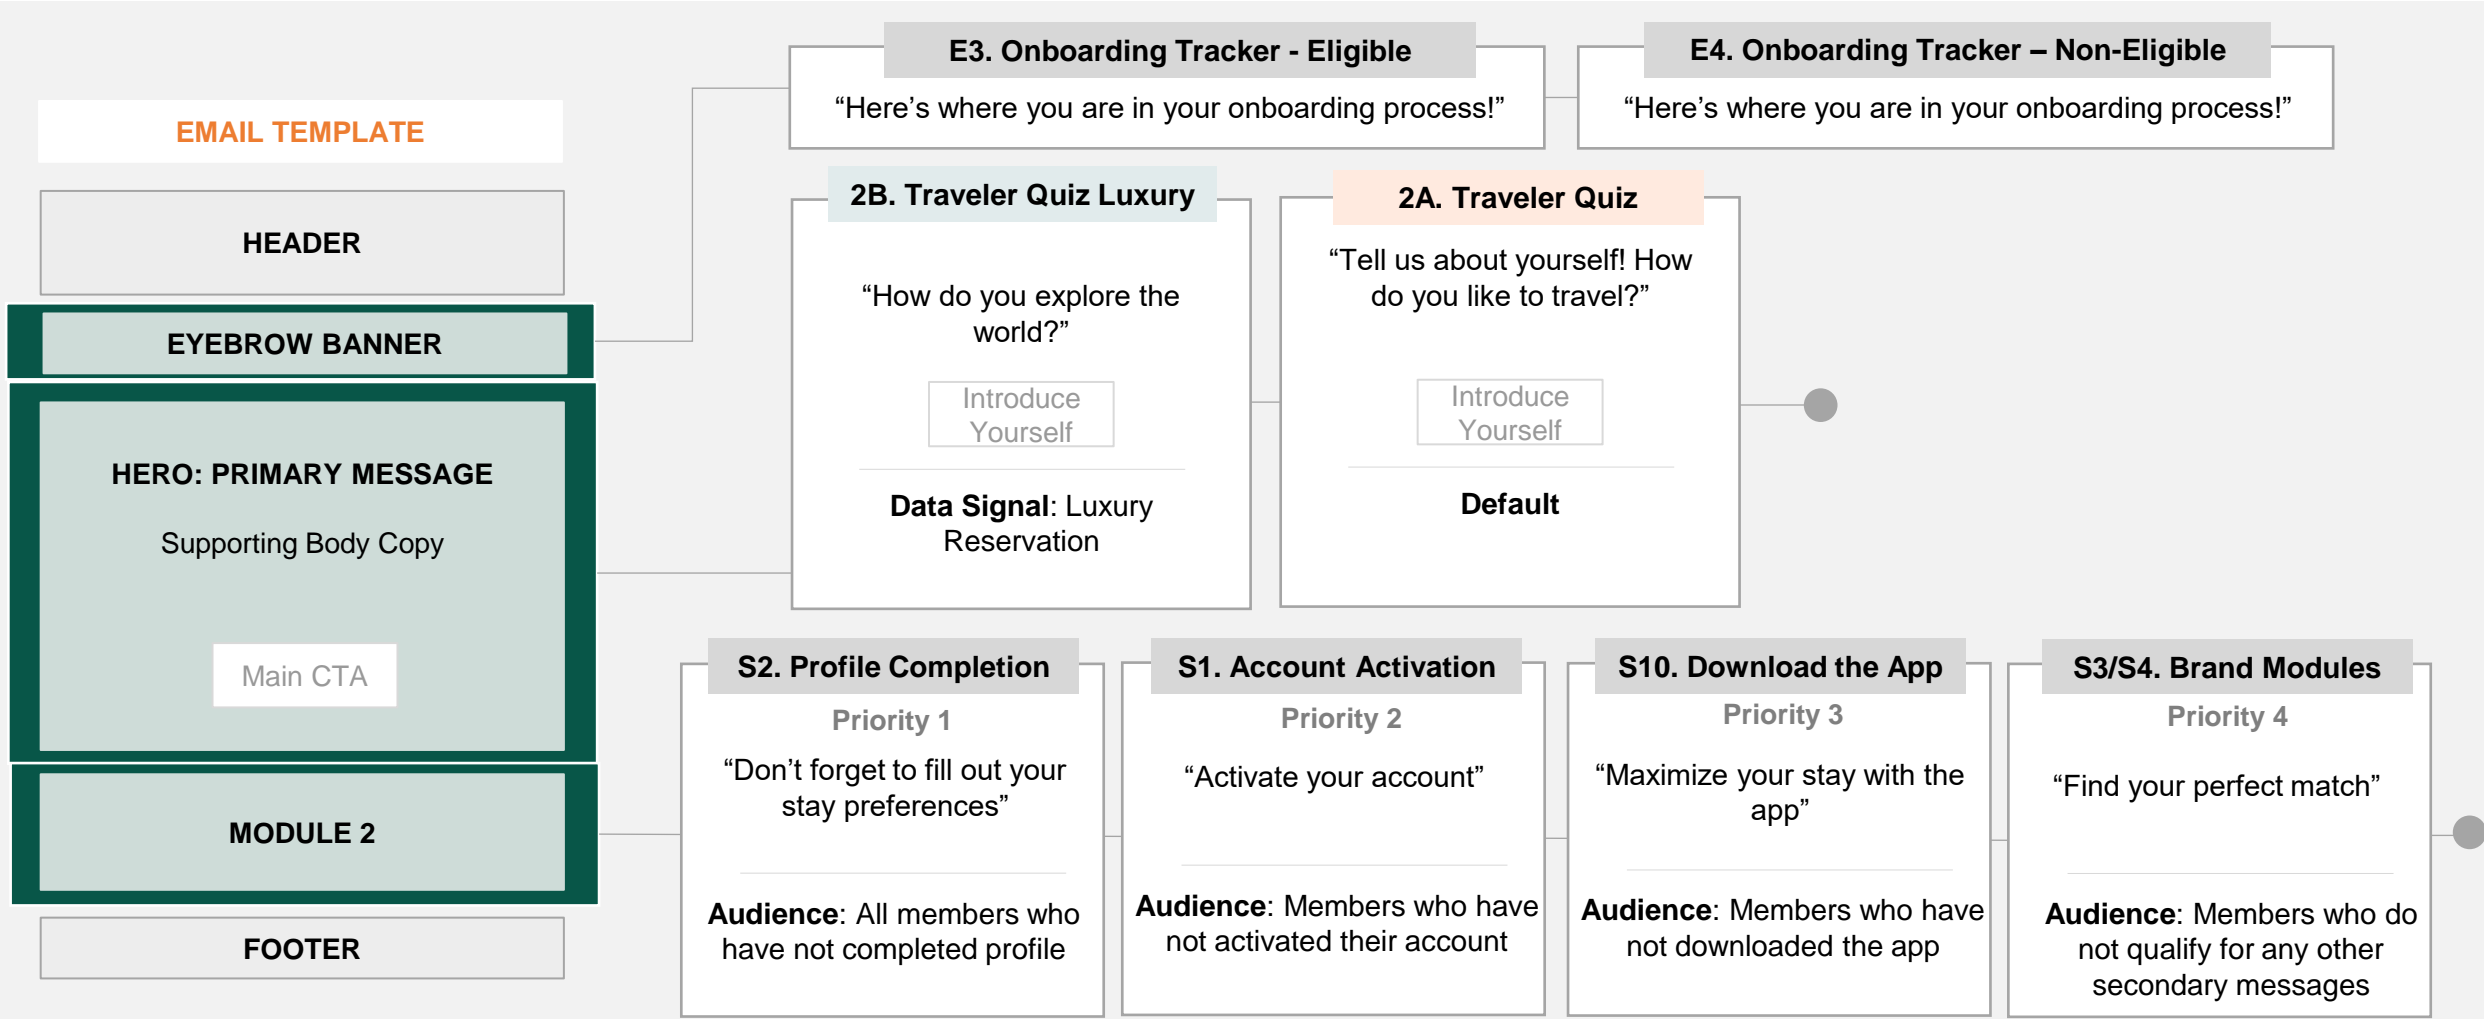 EMAIL TEMPLATE
HEADER
EYEBROW BANNER
HERO: PRIMARY MESSAGE
Supporting Body Copy
Main CTA
MODULE 2
FOOTER
E3. Onboarding Tracker - Eligible
“Here’s where you are in your onboarding process!”
E4. Onboarding Tracker – Non-Eligible
“Here’s where you are in your onboarding process!”
2B. Traveler Quiz Luxury
“How do you explore the
world?”
Introduce
Yourself
Data Signal: Luxury
Reservation
2A. Traveler Quiz
“Tell us about yourself! How
do you like to travel?”
Introduce
Yourself
Default
S2. Profile Completion
Priority 1
“Don’t forget to fill out your
stay preferences”
Audience: All members who
have not completed profile
S1. Account Activation
Priority 2
“Activate your account”
Audience: Members who have
not activated their account
S10. Download the App
Priority 3
“Maximize your stay with the
app”
Audience: Members who have
not downloaded the app
S3/S4. Brand Modules
Priority 4
“Find your perfect match”
Audience: Members who do
not qualify for any other
secondary messages